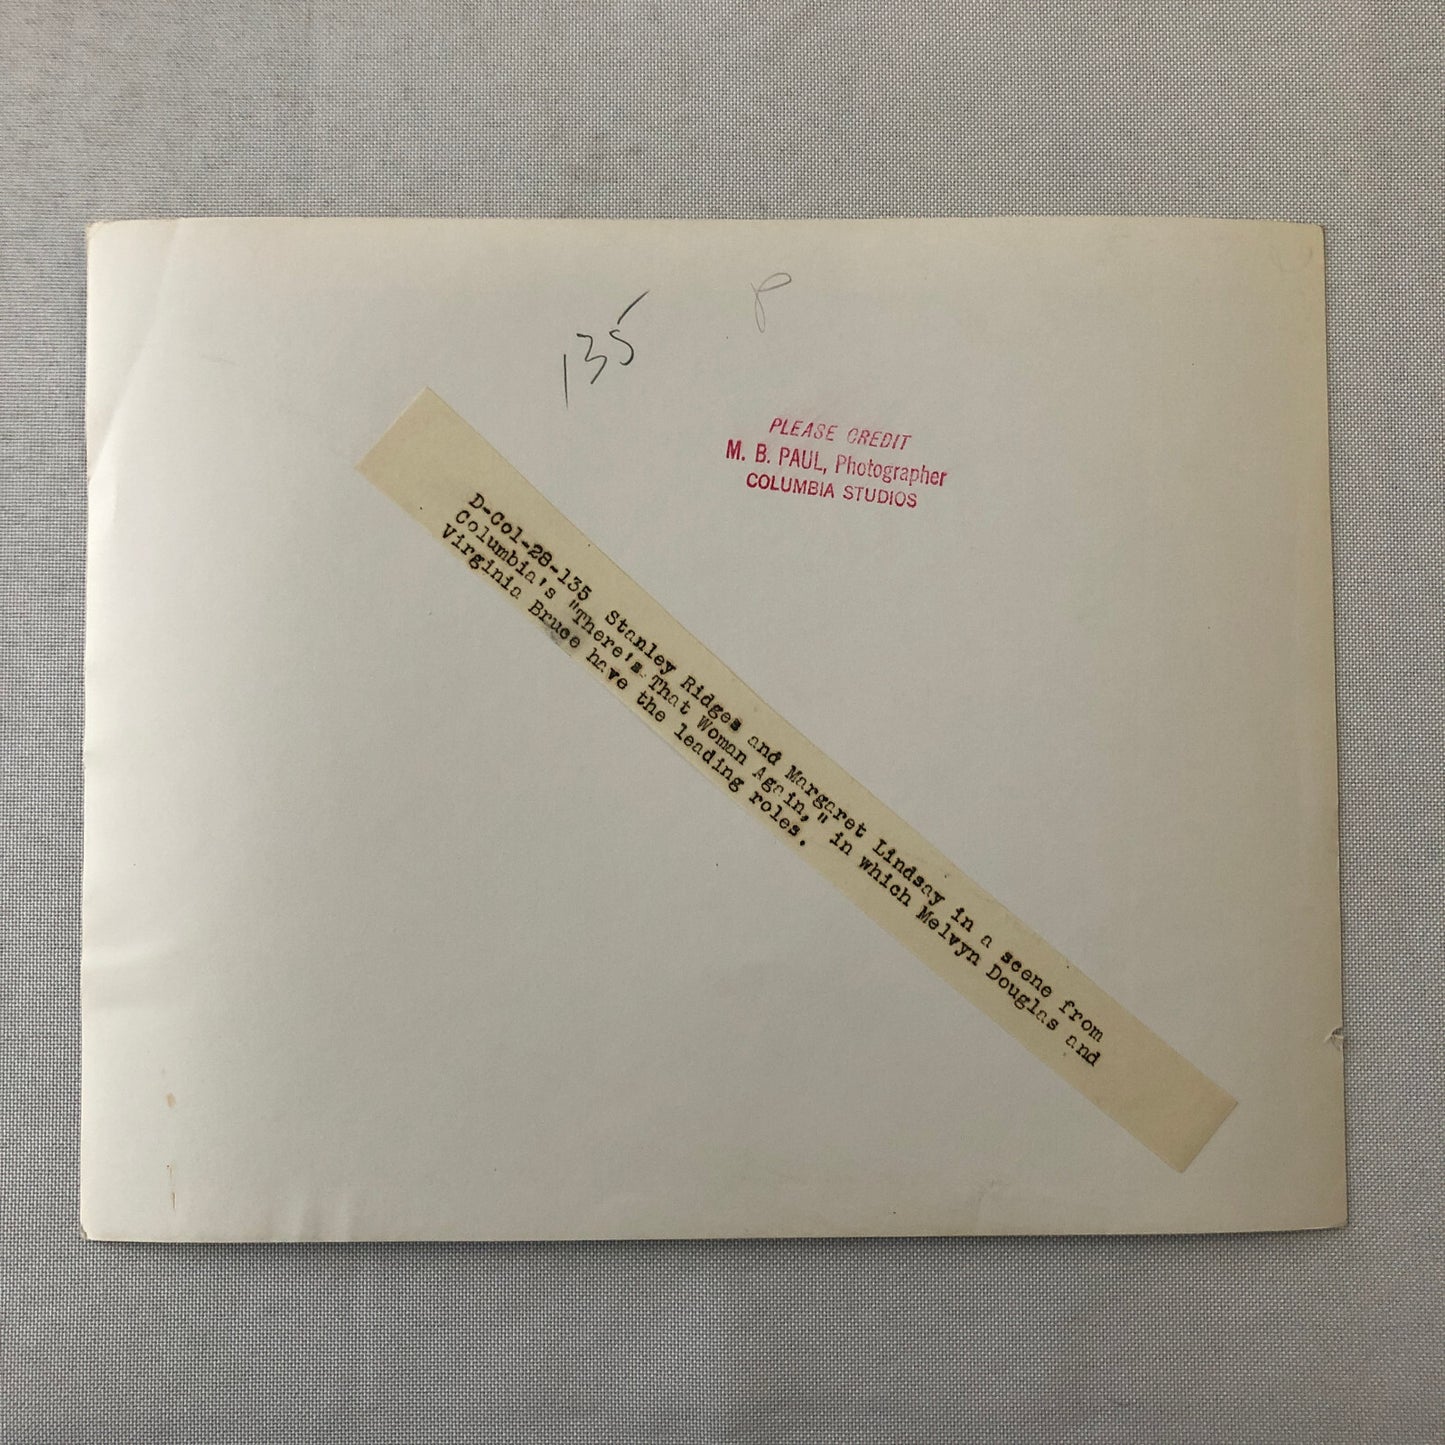 135
PLEASE CREDIT
M. B. PAUL, Photographer
COLUMBIA STUDIOS
D-Col-28-135 Stanley Ridges and Margaret Lindsay in a scene from
Columbia's "There's That Woman Again," in which Melvyn Douglas and
Virginia Bruce have the leading roles.